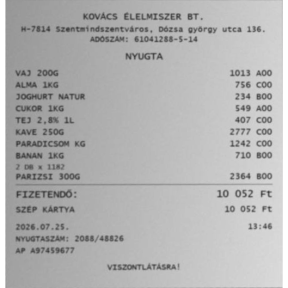 KOVÁCS ÉLELMISZER BT.
H-7814 Szentmindszentváros, Dózsa györgy utca 136.
ADÓSZÁM: 61041288-5-14
NYUGTA
VAJ 200G 1013 A00
ALMA 1KG 756 C00
JOGHURT NATUR 234 B00
CUKOR 1KG 549 A00
TEJ 2,8% 1L 407 C00
KAVE 250G 2777 C00
PARADICSOM KG 1242 C00
BANAN 1KG 710 B00
2 DB x 1182
PARIZSI 300G 2364 B00
FIZETENDŐ: 10 052 Ft
SZÉP KÁRTYA 10 052 Ft
2026.07.25. 13:46
NYUGTASZÁM: 2088/48826
AP A97459677
VISZONTLÁTÁSRA!